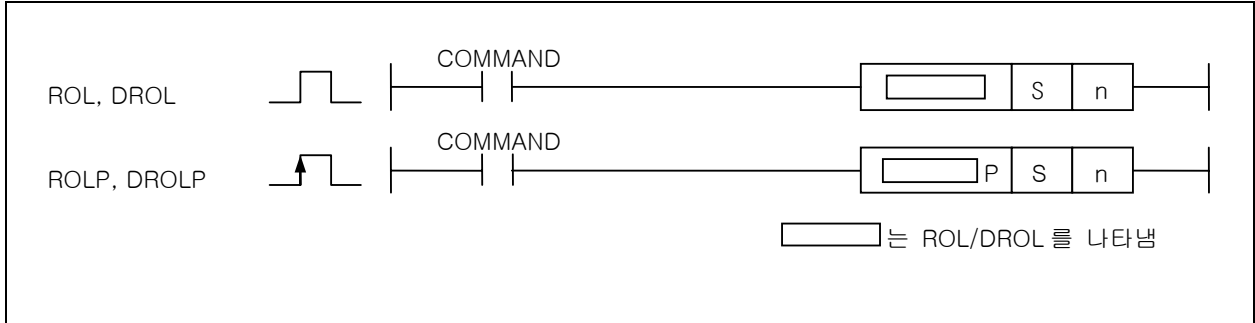 COMMAND
ROL, DROL
S n
COMMAND
ROLP, DROLP
P S n
는 ROL/DROL 를 나타냄